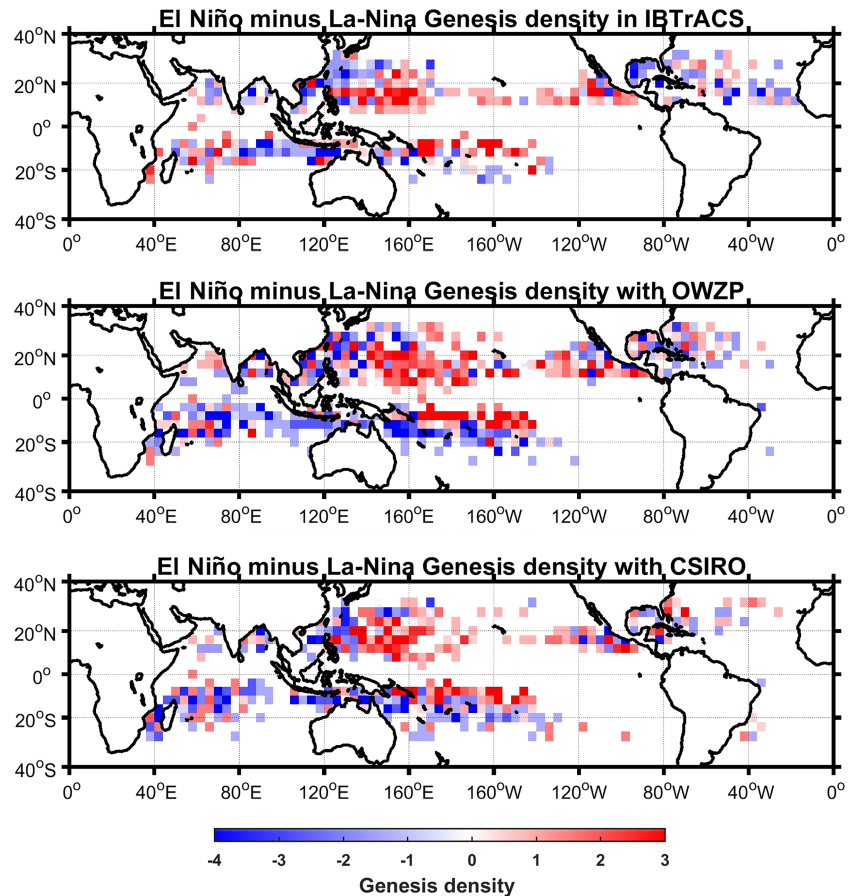 El Niño minus La-Nina Genesis density in IBTrACS
40°N
20°N
0°
20°S
40°S
0° 40°E 80°E 120°E 160°E 160°W 120°W 80°W 40°W 0°
El Niño minus La-Nina Genesis density with OWZP
40°N
20°N
0°
20°S
40°S
0° 40°E 80°E 120°E 160°E 160°W 120°W 80°W 40°W 0°
El Niño minus La-Nina Genesis density with CSIRO
40°N
20°N
0°
20°S
40°S
0° 40°E 80°E 120°E 160°E 160°W 120°W 80°W 40°W 0°
-4 -3 -2 -1 0 1 2 3
Genesis density